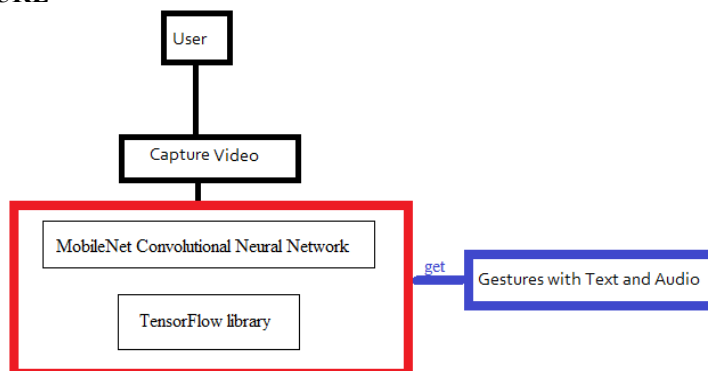 User
Capture Video
MobileNet Convolutional Neural Network
get
Gestures with Text and Audio
TensorFlow library